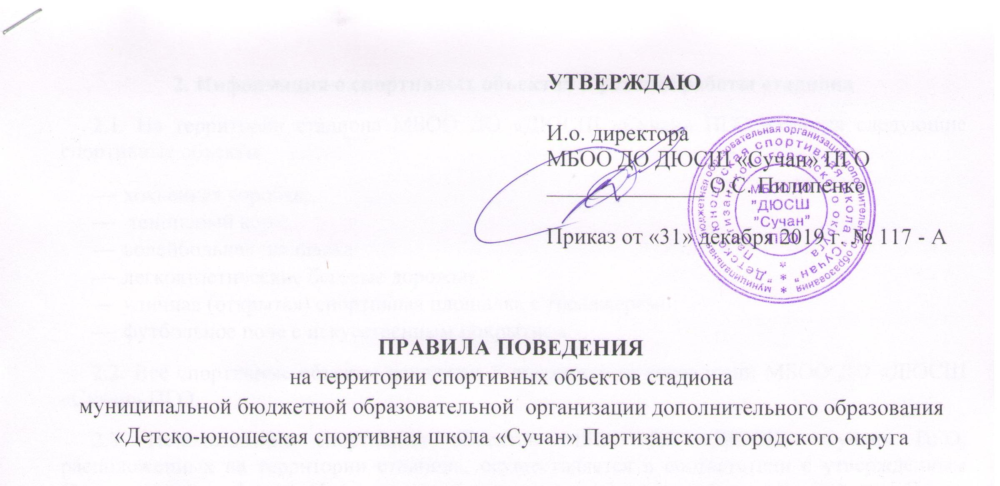 УТВЕРЖДАЮ
И.о. директора
МБОО ДО ДЮСШ «Сучан» ПГО
О.С. Пилипенко
Приказ от «31» декабря 2019 г. № 117 - А
муниципальная бюджетная образовательная организация дополнительного образования
"Детско-юношеская спортивная школа "Сучан"
Партизанского городского округа
МБОО ДО
"ДЮСШ
"Сучан"
ПГО
ПРАВИЛА ПОВЕДЕНИЯ
на территории спортивных объектов стадиона
муниципальной бюджетной образовательной организации дополнительного образования
«Детско-юношеская спортивная школа «Сучан» Партизанского городского округа